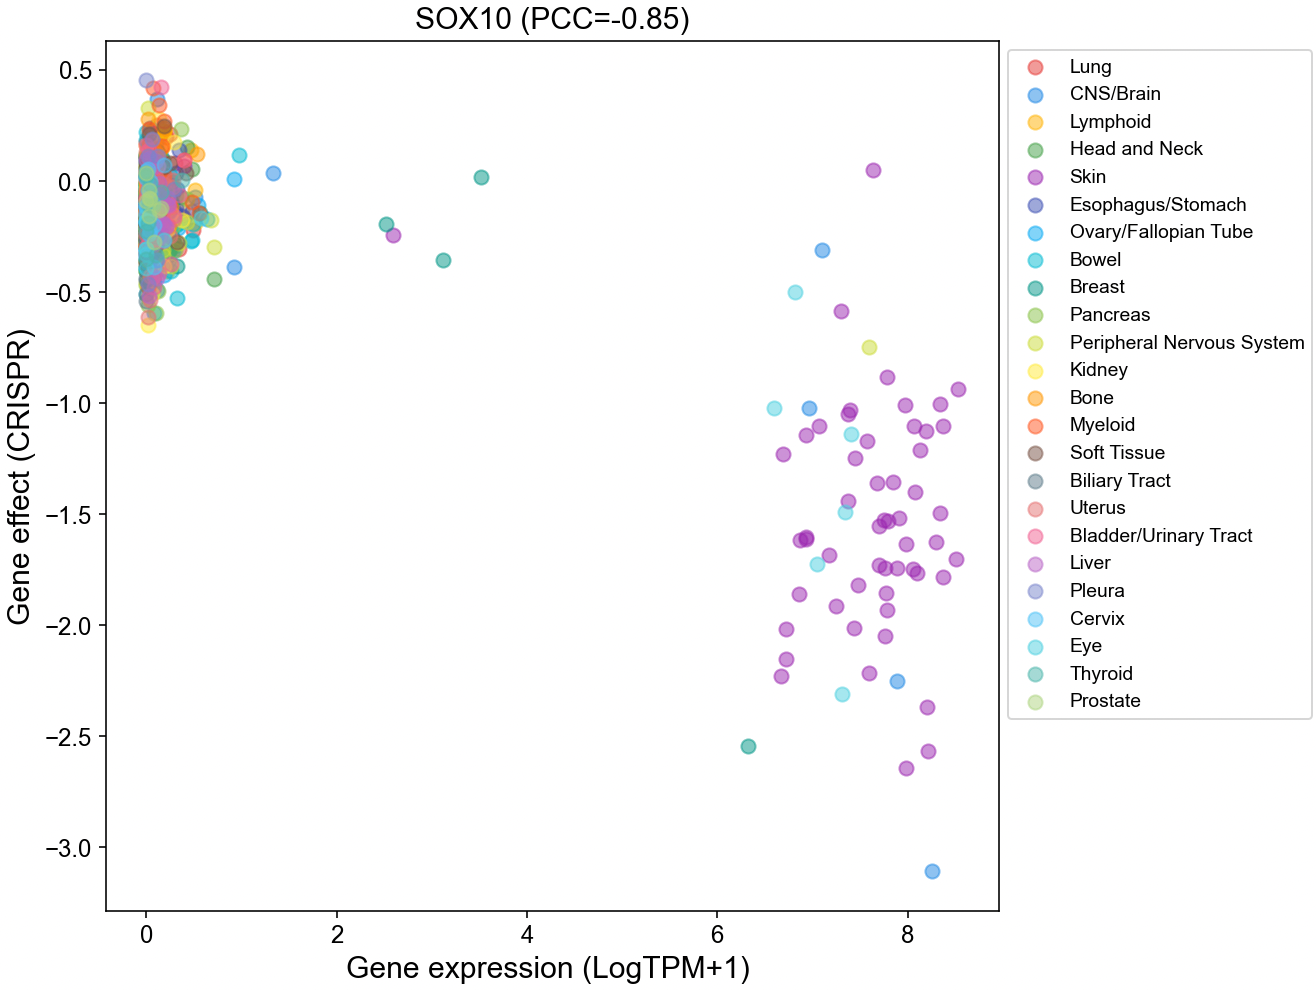 SOX10 (PCC=-0.85)
Gene effect (CRISPR)
0.5
0.0
−0.5
−1.0
−1.5
−2.0
−2.5
−3.0
0 2 4 6 8
Gene expression (LogTPM+1)
Lung
CNS/Brain
Lymphoid
Head and Neck
Skin
Esophagus/Stomach
Ovary/Fallopian Tube
Bowel
Breast
Pancreas
Peripheral Nervous System
Kidney
Bone
Myeloid
Soft Tissue
Biliary Tract
Uterus
Bladder/Urinary Tract
Liver
Pleura
Cervix
Eye
Thyroid
Prostate